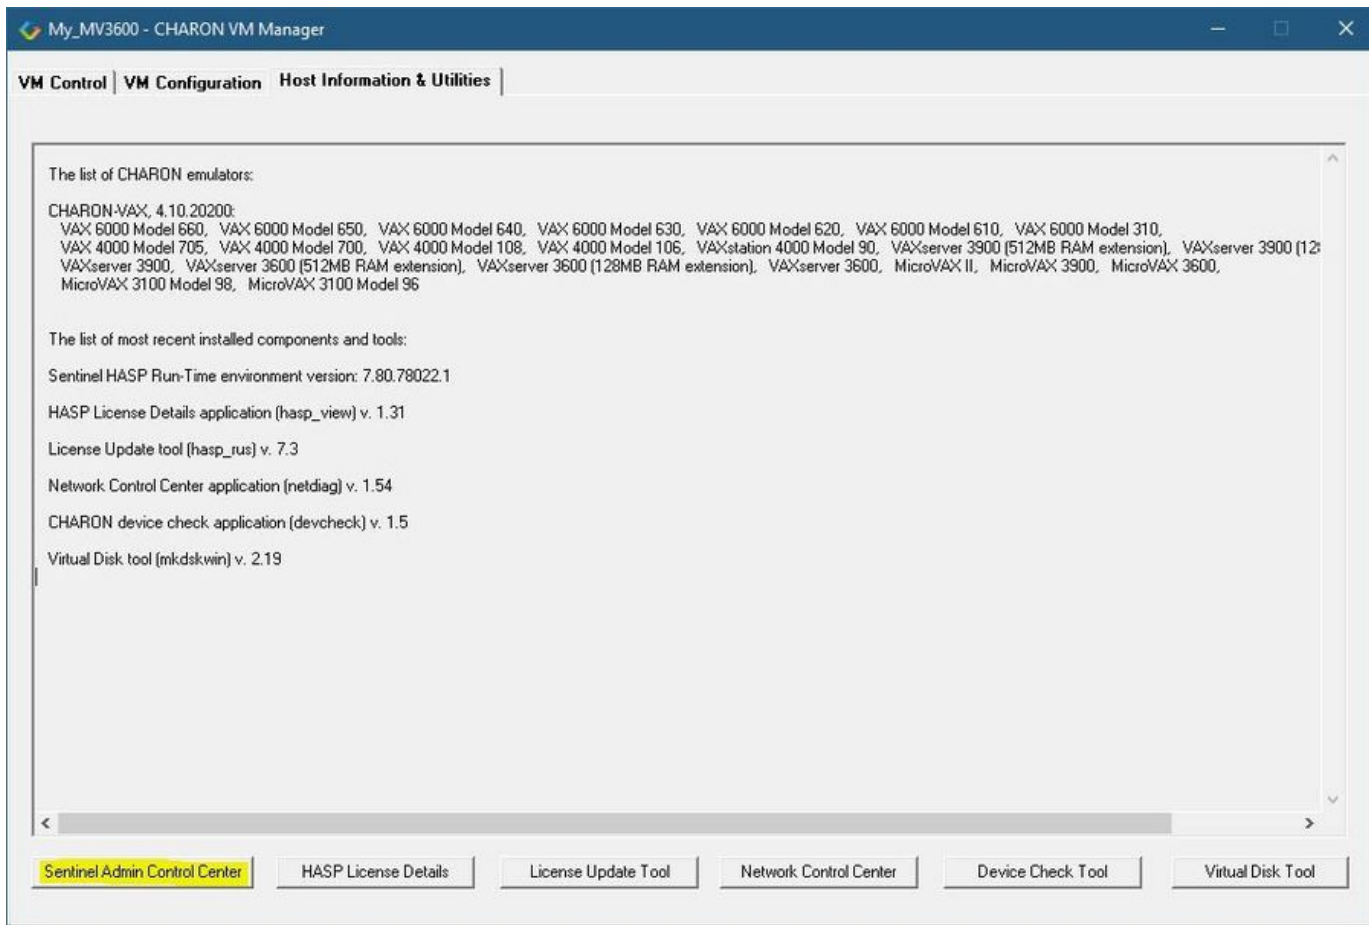 My_MV3600 - CHARON VM Manager
VM Control VM Configuration Host Information & Utilities
The list of CHARON emulators:
CHARON-VAX, 4.10.20200:
VAX 6000 Model 660, VAX 6000 Model 650, VAX 6000 Model 640, VAX 6000 Model 630, VAX 6000 Model 620, VAX 6000 Model 610, VAX 6000 Model 310,
VAX 4000 Model 705, VAX 4000 Model 700, VAX 4000 Model 108, VAX 4000 Model 106, VAXstation 4000 Model 90, VAXserver 3900 (512MB RAM extension), VAXserver 3900 (128
VAXserver 3900, VAXserver 3600 (512MB RAM extension), VAXserver 3600 (128MB RAM extension), VAXserver 3600, MicroVAX II, MicroVAX 3900, MicroVAX 3600,
MicroVAX 3100 Model 98, MicroVAX 3100 Model 96
The list of most recent installed components and tools:
Sentinel HASP Run-Time environment version: 7.80.78022.1
HASP License Details application (hasp_view) v. 1.31
License Update tool (hasp_rus) v. 7.3
Network Control Center application (netdiag) v. 1.54
CHARON device check application (devcheck) v. 1.5
Virtual Disk tool (mkdskwin) v. 2.19
Sentinel Admin Control Center HASP License Details License Update Tool Network Control Center Device Check Tool Virtual Disk Tool